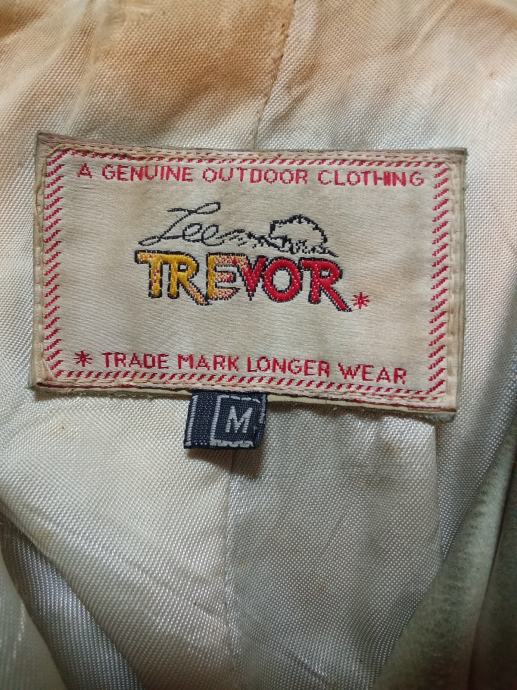 A GENUINE OUTDOOR CLOTHING
Lee
TREVOR*
* TRADE MARK LONGER WEAR
M